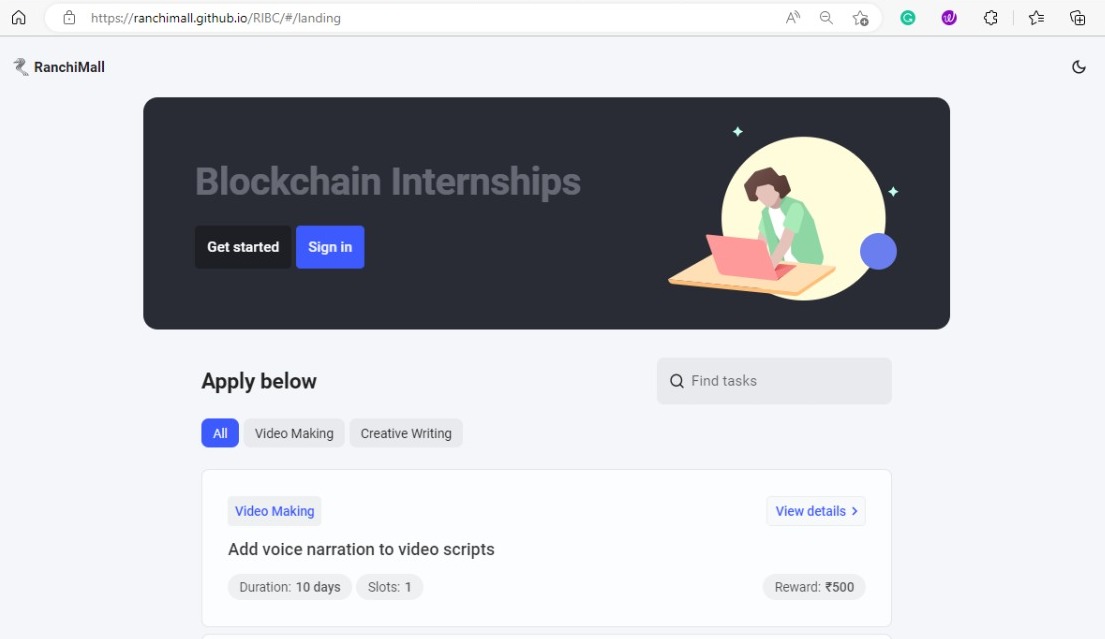 https://ranchimall.github.io/RIBC/#/landing
RanchiMall
Blockchain Internships
Get started
Sign in
Apply below
Find tasks
All
Video Making
Creative Writing
Video Making
View details
Add voice narration to video scripts
Duration: 10 days
Slots: 1
Reward: ₹500